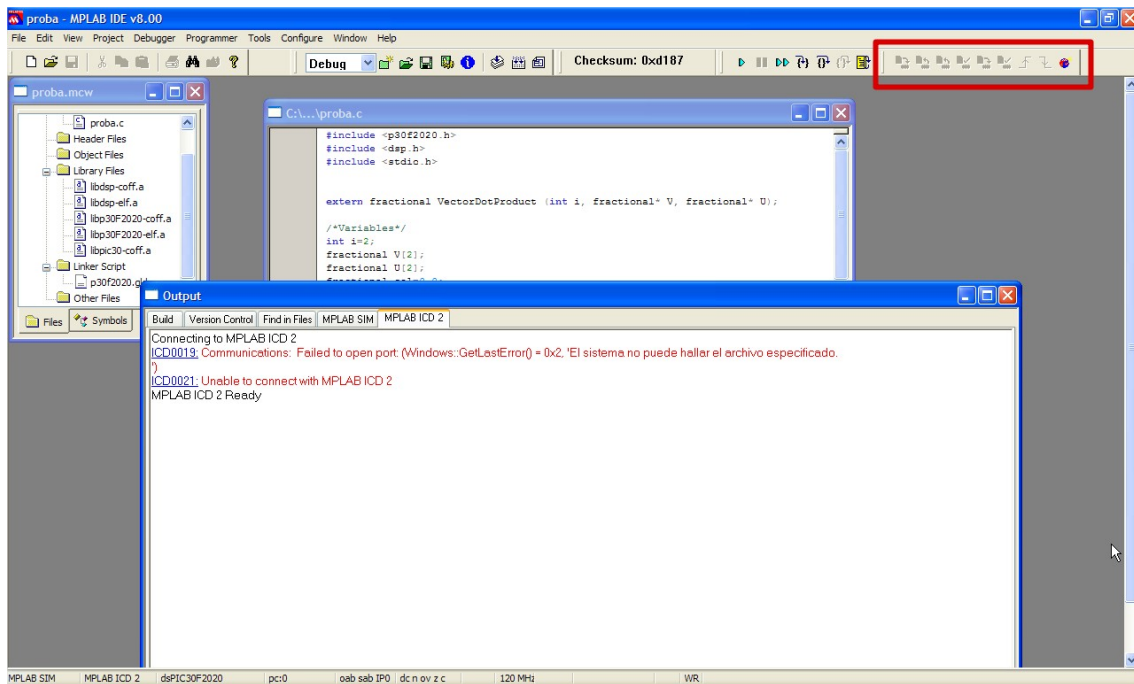 proba - MPLAB IDE v8.00
File Edit View Project Debugger Programmer Tools Configure Window Help
Debug
Checksum: 0xd187
proba.mcw
proba.c
Header Files
Object Files
Library Files
libdsp-coff.a
libdsp-elf.a
libp30F2020-coff.a
libp30F2020-elf.a
libpic30-coff.a
Linker Script
p30f2020.gl
Other Files
Files Symbols
C:\...\proba.c
#include <p30f2020.h>
#include <dsp.h>
#include <stdio.h>
extern fractional VectorDotProduct (int i, fractional* V, fractional* U);
/*Variables*/
int i=2;
fractional V[2];
fractional U[2];
Output
Build Version Control Find in Files MPLAB SIM MPLAB ICD 2
Connecting to MPLAB ICD 2
ICD0019: Communications: Failed to open port: (Windows::GetLastError() = 0x2, 'El sistema no puede hallar el archivo especificado.
')
ICD0021: Unable to connect with MPLAB ICD 2
MPLAB ICD 2 Ready
MPLAB SIM MPLAB ICD 2 dsPIC30F2020 pc:0 oab sab IP0 dc n ov z c 120 MHz WR